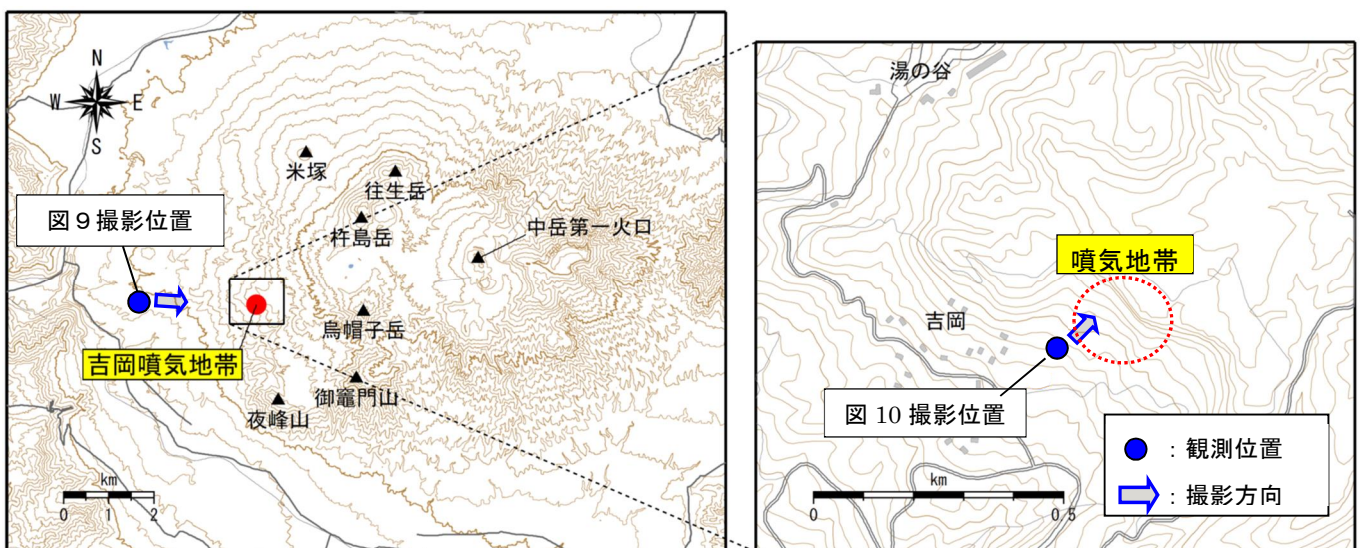 N
W
E
S
米塚
往生岳
図9撮影位置
杵島岳
中岳第一火口
烏帽子岳
吉岡噴気地帯
御竈門山
夜峰山
km
0 1 2
湯の谷
噴気地帯
吉岡
図10撮影位置
:観測位置
:撮影方向
km
0 0.5